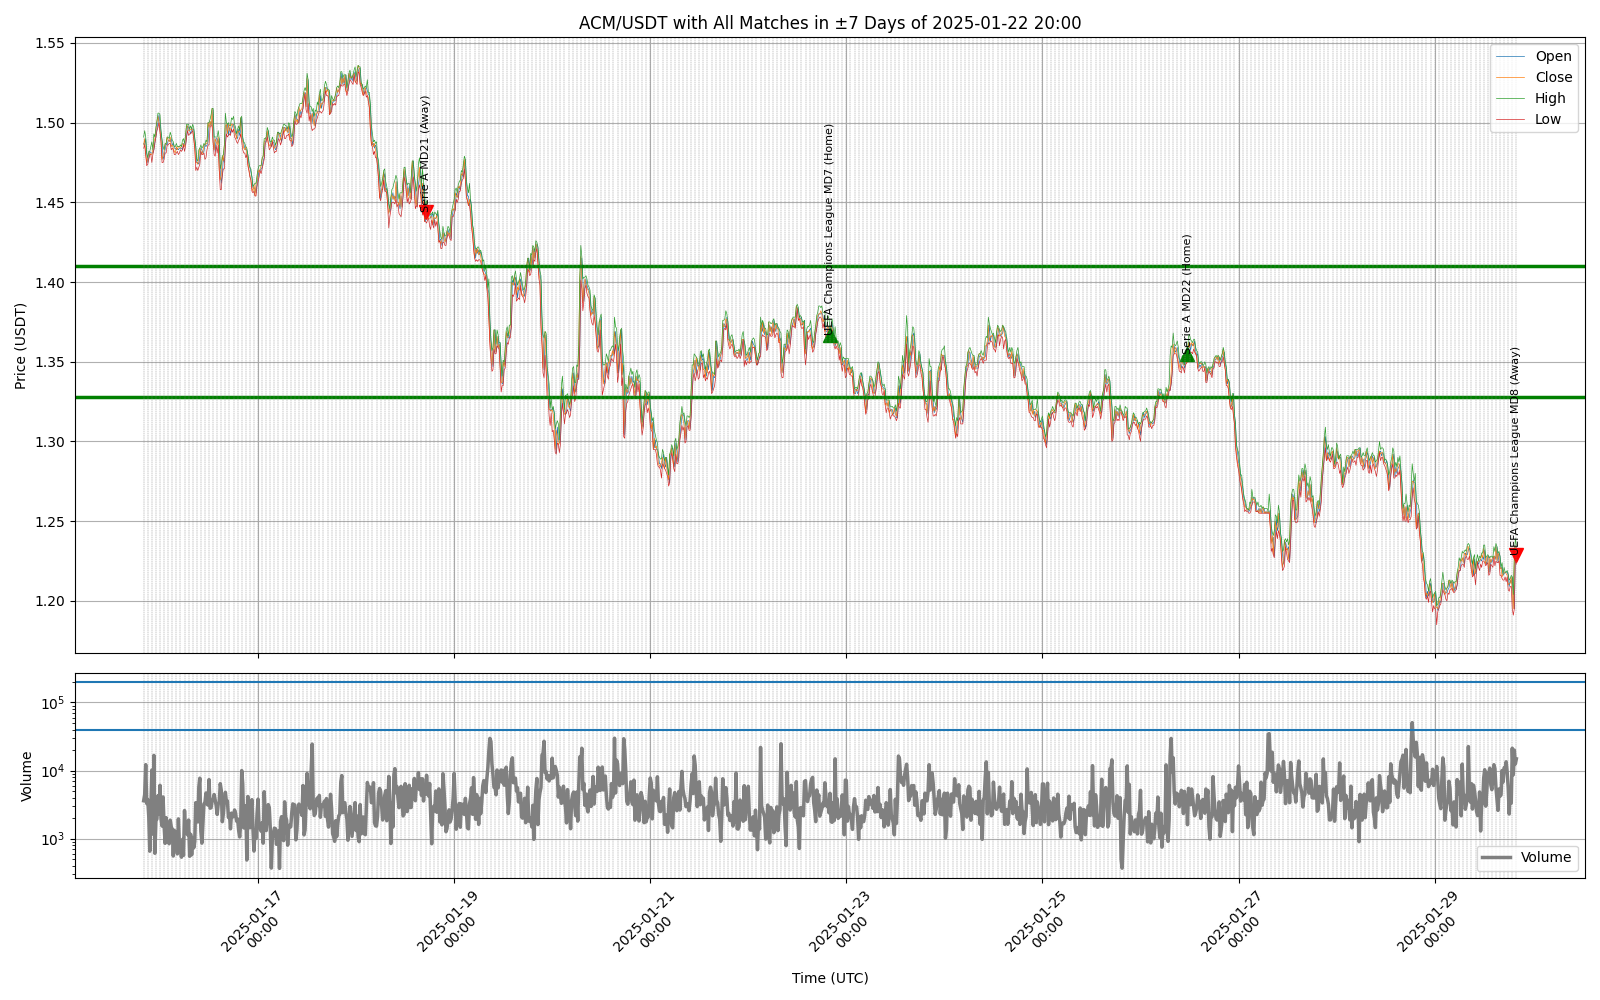 ACM/USDT with All Matches in ±7 Days of 2025-01-22 20:00
1.55
1.50
1.45
1.40
1.35
1.30
1.25
1.20
Price (USDT)
Open
Close
High
Low
Serie A MD21 (Away)
UEFA Champions League MD7 (Home)
Serie A MD22 (Home)
UEFA Champions League MD8 (Away)
10^5
10^4
10^3
Volume
Volume
2025-01-17
00:00
2025-01-19
00:00
2025-01-21
00:00
2025-01-23
00:00
2025-01-25
00:00
2025-01-27
00:00
2025-01-29
00:00
Time (UTC)